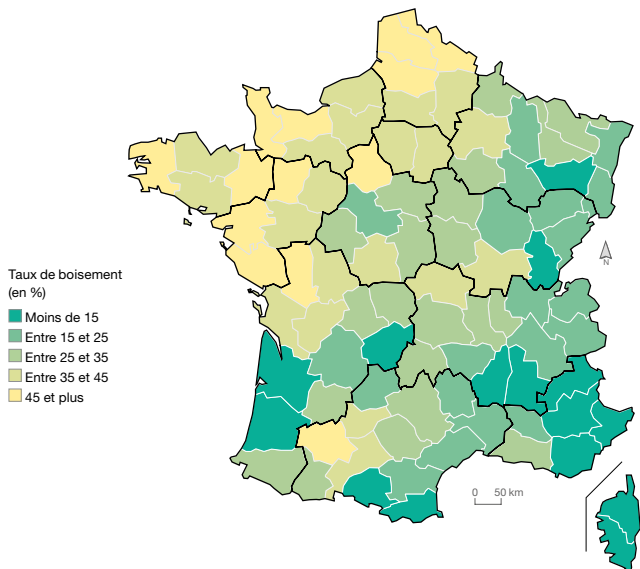 Taux de boisement
(en %)
Moins de 15
Entre 15 et 25
Entre 25 et 35
Entre 35 et 45
45 et plus
N
0 50 km